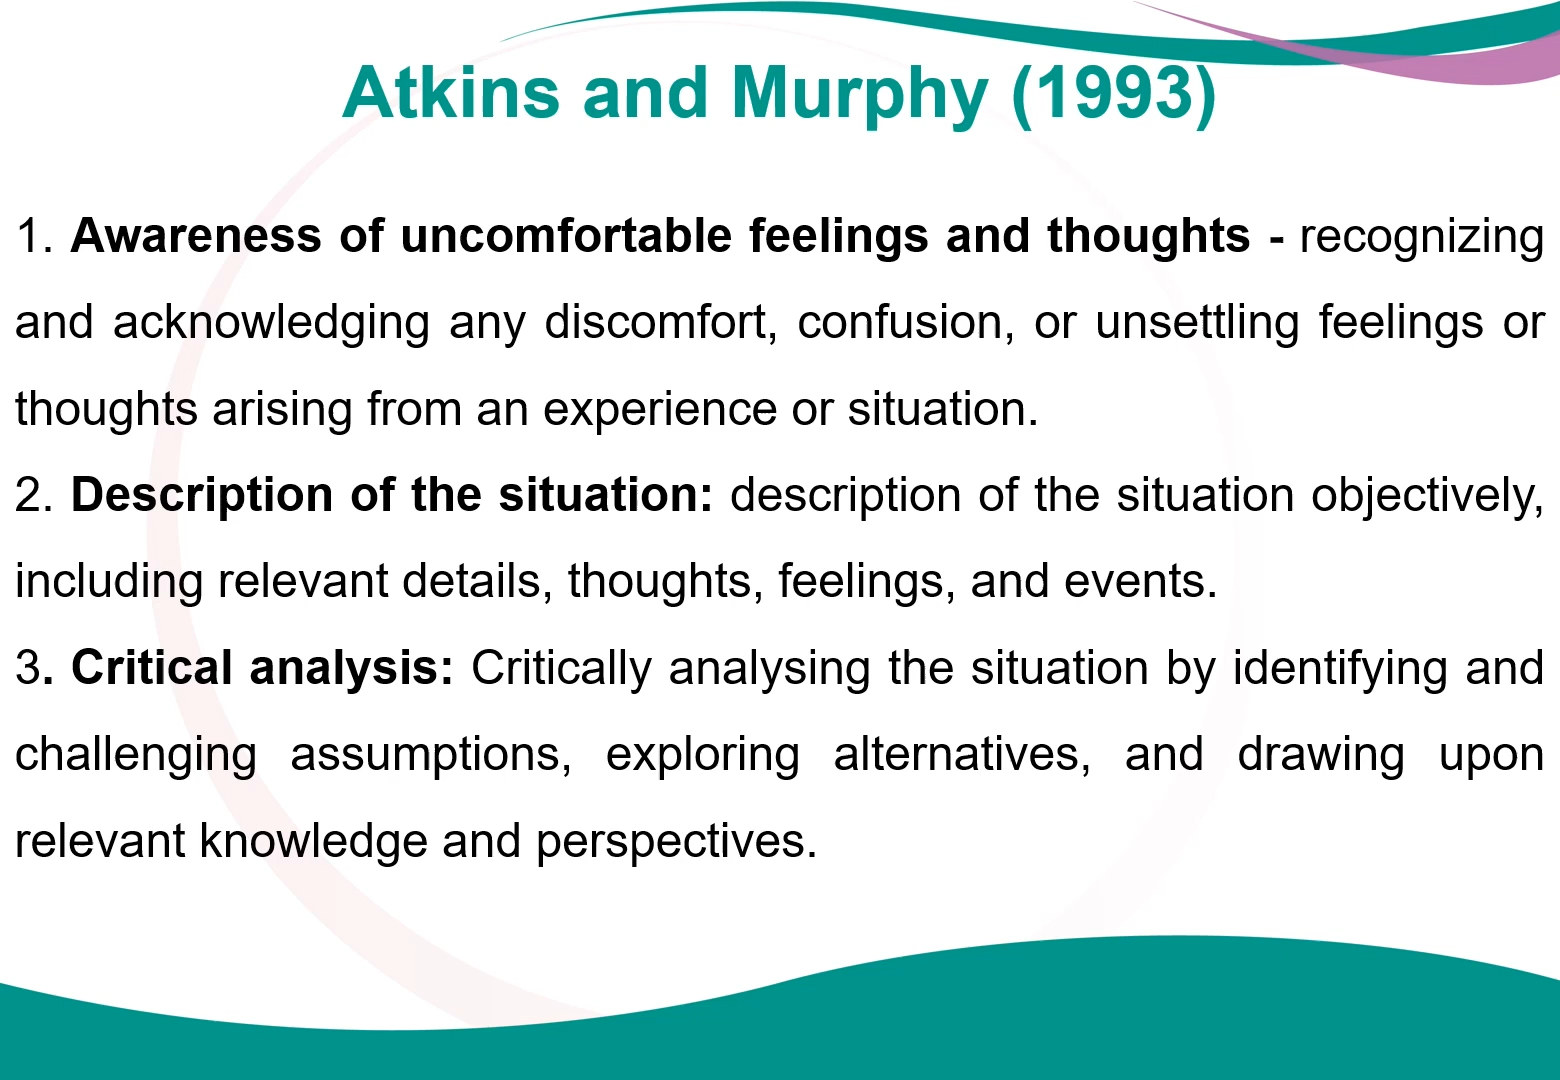 Atkins and Murphy (1993)
1. Awareness of uncomfortable feelings and thoughts - recognizing
and acknowledging any discomfort, confusion, or unsettling feelings or
thoughts arising from an experience or situation.
2. Description of the situation: description of the situation objectively,
including relevant details, thoughts, feelings, and events.
3. Critical analysis: Critically analysing the situation by identifying and
challenging assumptions, exploring alternatives, and drawing upon
relevant knowledge and perspectives.